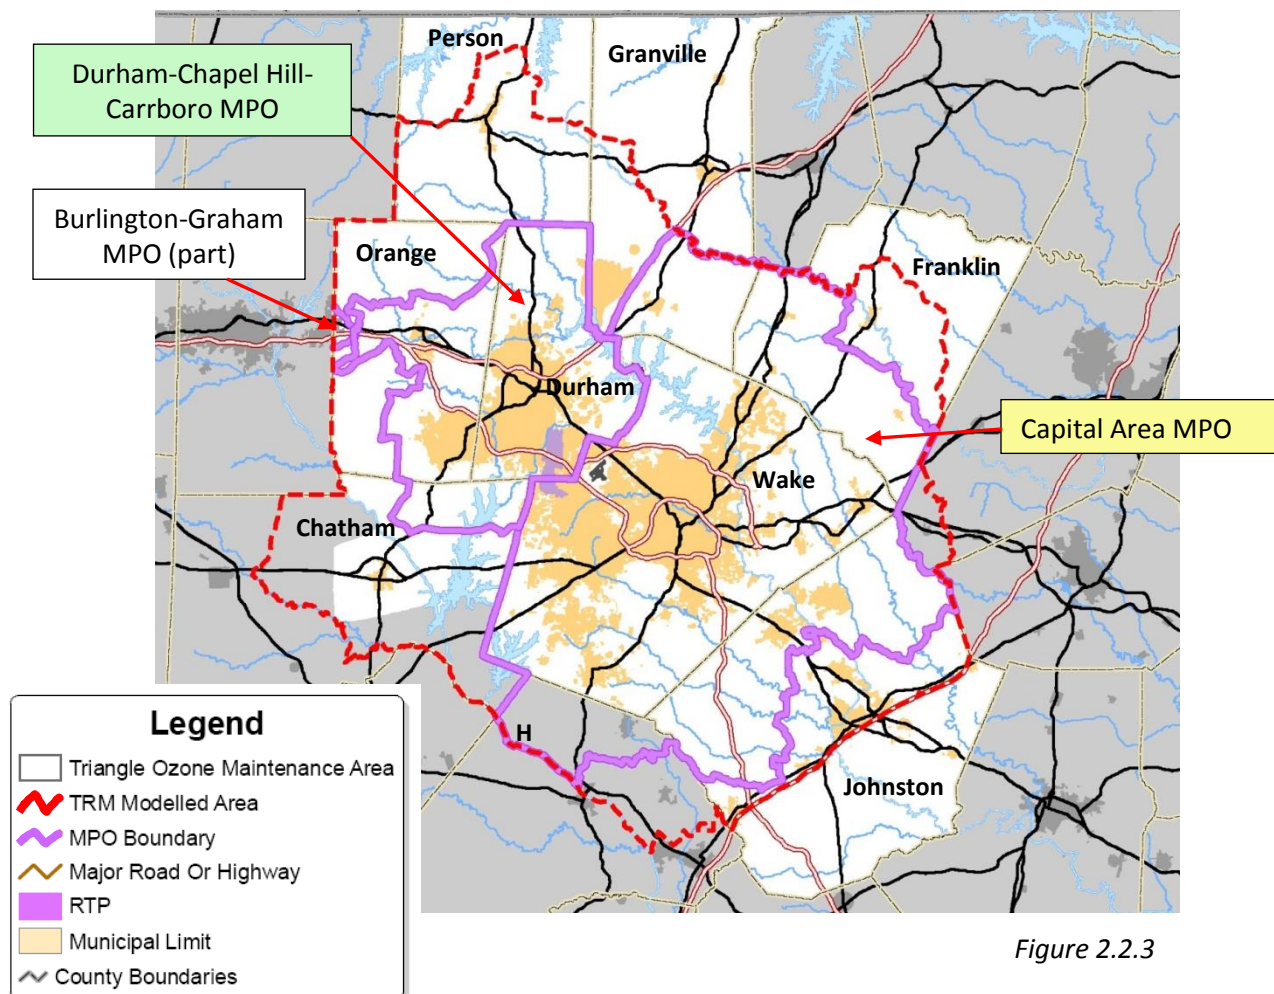 Person
Granville
Durham-Chapel Hill-
Carrboro MPO
Burlington-Graham
MPO (part)
Orange
Franklin
Durham
Capital Area MPO
Wake
Chatham
H
Johnston
Legend
Triangle Ozone Maintenance Area
TRM Modelled Area
MPO Boundary
Major Road Or Highway
RTP
Municipal Limit
County Boundaries
Figure 2.2.3